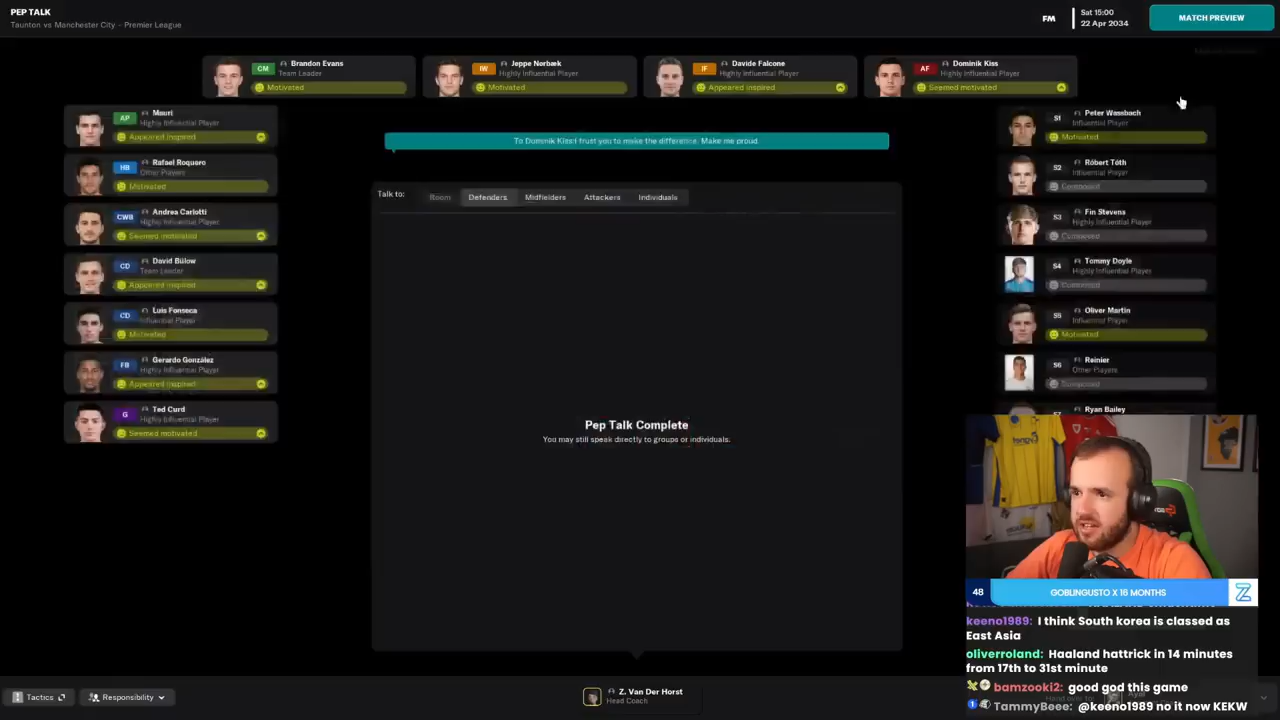 PEP TALK
Taunton vs Manchester City - Premier League
FM
Sat 15:00
22 Apr 2034
MATCH PREVIEW
CM
Brandon Evans
Team Leader
Motivated
IW
Jeppe Nørbæk
Highly Influential Player
Motivated
IF
Davide Falcone
Highly Influential Player
Appeared inspired
AF
Dominik Kiss
Highly Influential Player
Seemed motivated
AP
Mauri
Highly Influential Player
Appeared inspired
HB
Rafael Roquero
Other Players
Motivated
CWB
Andrea Carlotti
Highly Influential Player
Seemed motivated
CD
David Bülow
Team Leader
Appeared inspired
CD
Luís Fonseca
Influential Player
Motivated
FB
Gerardo González
Highly Influential Player
Appeared inspired
G
Ted Curd
Highly Influential Player
Seemed motivated
To Dominik Kiss: I trust you to make the difference. Make me proud.
Talk to:
Room
Defenders
Midfielders
Attackers
Individuals
Pep Talk Complete
You may still speak directly to groups or individuals.
S1
Peter Wassbach
Influential Player
Motivated
S2
Róbert Tóth
Influential Player
S3
Fin Stevens
Highly Influential Player
S4
Tommy Doyle
Highly Influential Player
S5
Oliver Martin
Influential Player
Motivated
S6
Reinier
Other Players
Ryan Bailey
48
GOBLINGUSTO X 16 MONTHS
Z
keeno1989: I think South korea is classed as
East Asia
oliverroland: Haaland hattrick in 14 minutes
from 17th to 31st minute
bamzooki2: good god this game
TammyBeee: @keeno1989 no it now KEKW
Tactics
Responsibility
Z. Van Der Horst
Head Coach